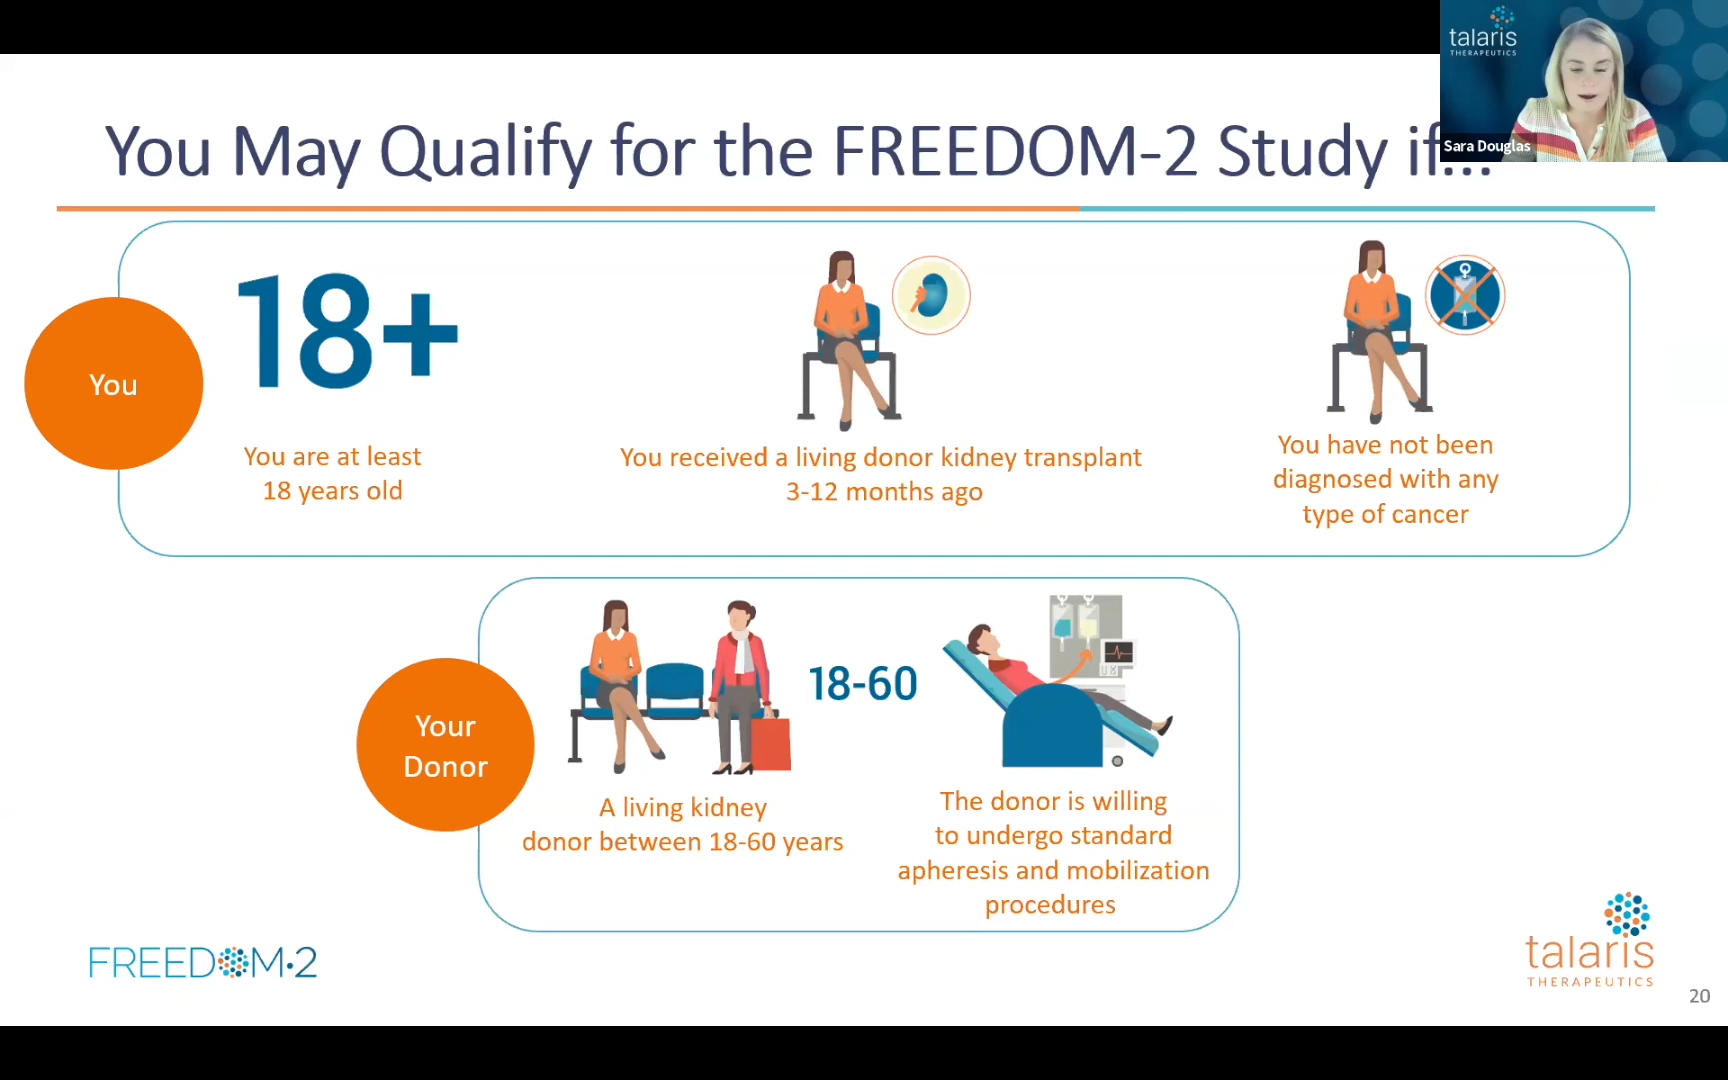 talaris
THERAPEUTICS
Sara Douglas
You May Qualify for the FREEDOM-2 Study if...
You
18+
You are at least
18 years old
You received a living donor kidney transplant
3-12 months ago
You have not been
diagnosed with any
type of cancer
Your
Donor
18-60
A living kidney
donor between 18-60 years
The donor is willing
to undergo standard
apheresis and mobilization
procedures
FREEDOM·2
talaris
THERAPEUTICS
20